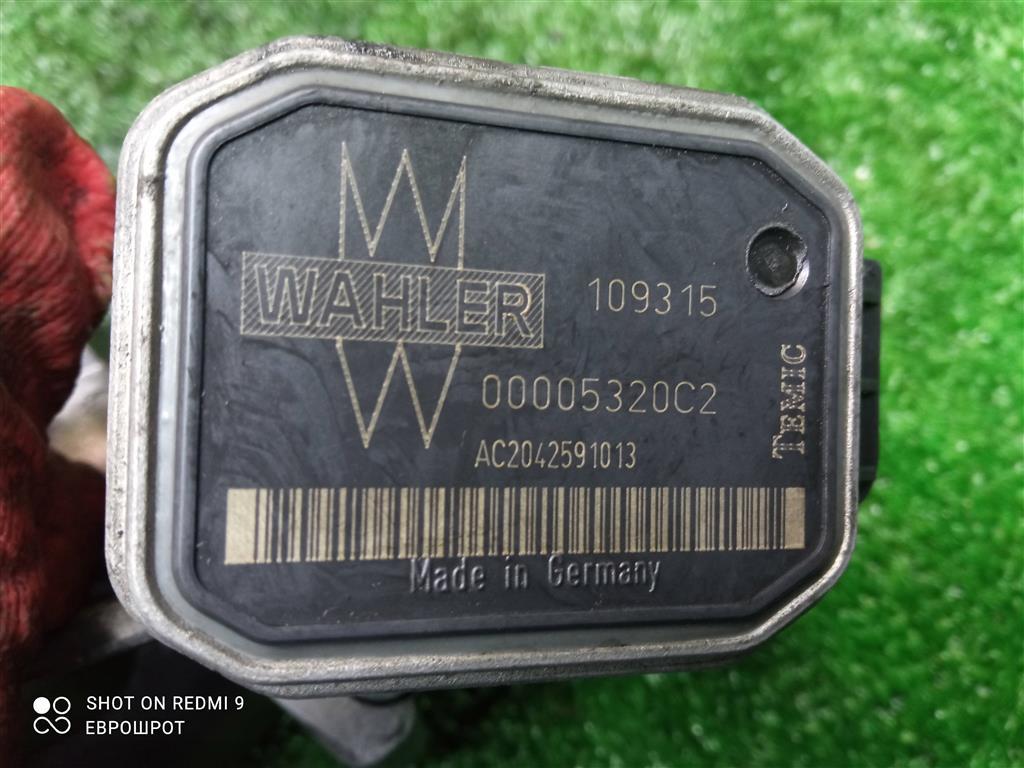 WAHLER
109315
00005320C2
AC2042591013
TEMIC
Made in Germany
SHOT ON REDMI 9
ЕВРОШРОТ